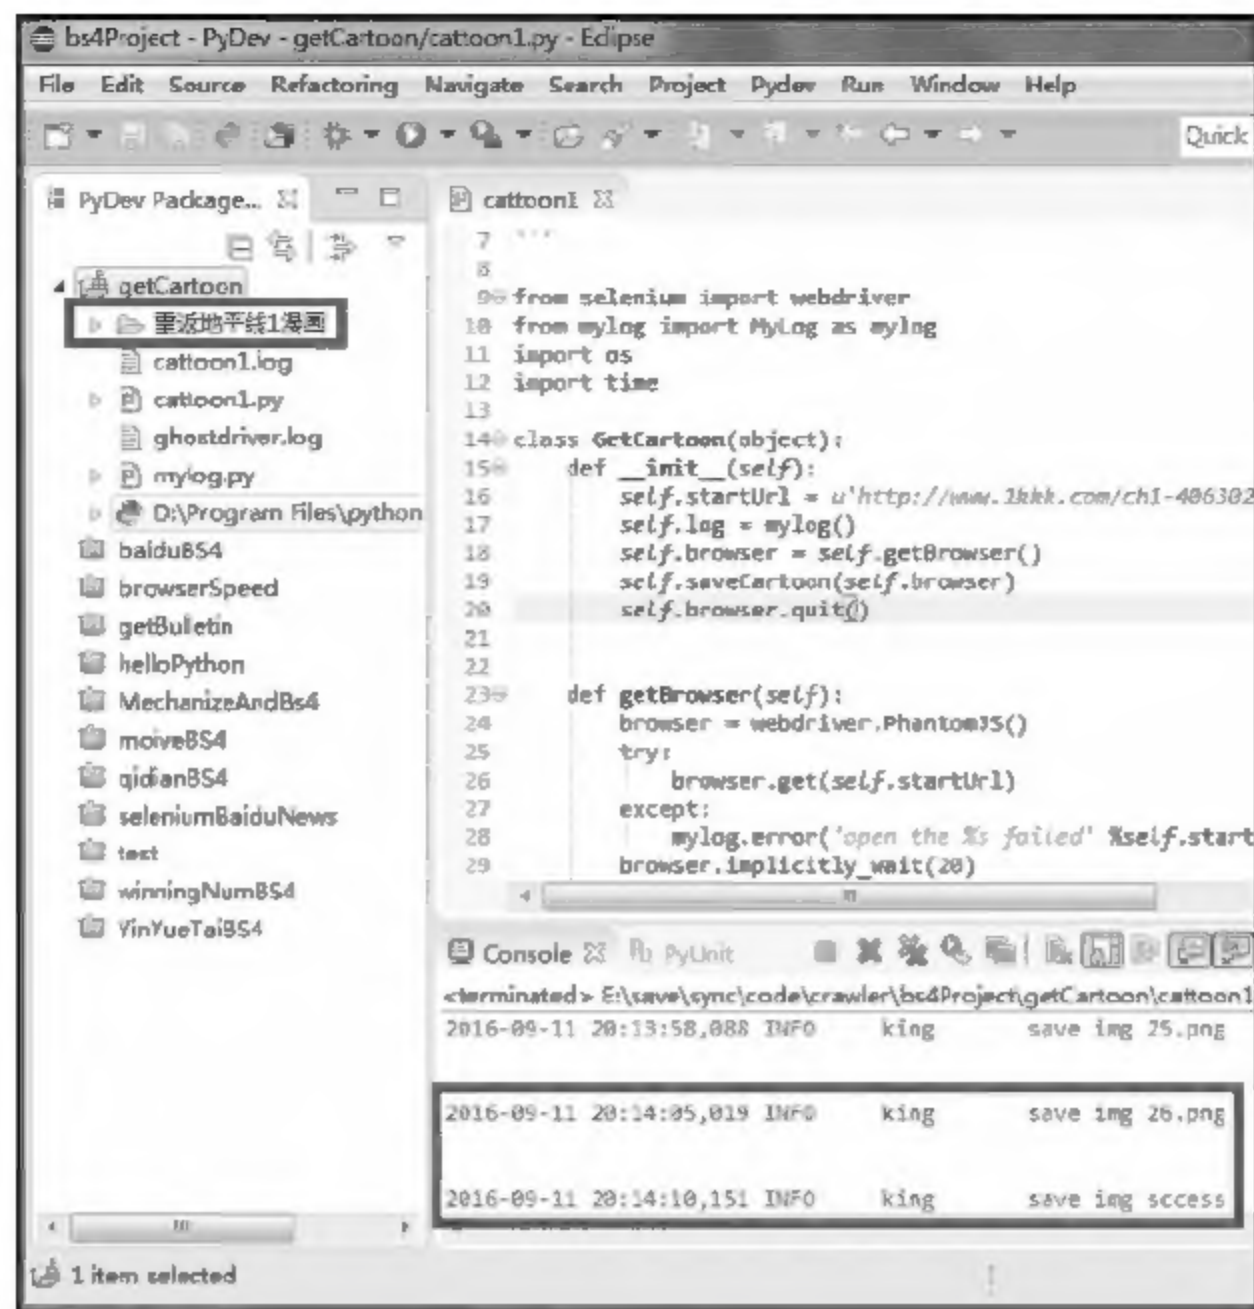 bs4Project - PyDev - getCartoon/cattoon1.py - Eclipse
File Edit Source Refactoring Navigate Search Project Pydev Run Window Help
Quick
PyDev Package...
getCartoon
重返地平线1漫画
cattoon1.log
cattoon1.py
ghostdriver.log
mylog.py
D:\Program Files\python
baiduBS4
browserSpeed
getBulletin
helloPython
MechanizeAndBs4
moiveBS4
qidianBS4
seleniumBaiduNews
test
winningNumBS4
YinYueTaiBS4
1 item selected
cattoon1
7 '''
8
9 from selenium import webdriver
10 from mylog import MyLog as mylog
11 import os
12 import time
13
14 class GetCartoon(object):
15 def __init__(self):
16 self.startUrl = u'http://www.1kkk.com/ch1-406302
17 self.log = mylog()
18 self.browser = self.getBrowser()
19 self.saveCartoon(self.browser)
20 self.browser.quit()
21
22
23 def getBrowser(self):
24 browser = webdriver.PhantomJS()
25 try:
26 browser.get(self.startUrl)
27 except:
28 mylog.error('open the %s failed' %self.start
29 browser.implicitly_wait(20)
Console PyUnit
<terminated> E:\save\sync\code\crawler\bs4Project\getCartoon\cattoon1
2016-09-11 20:13:58,088 INFO king save img 25.png
2016-09-11 20:14:05,019 INFO king save img 26.png
2016-09-11 20:14:10,151 INFO king save img sccess